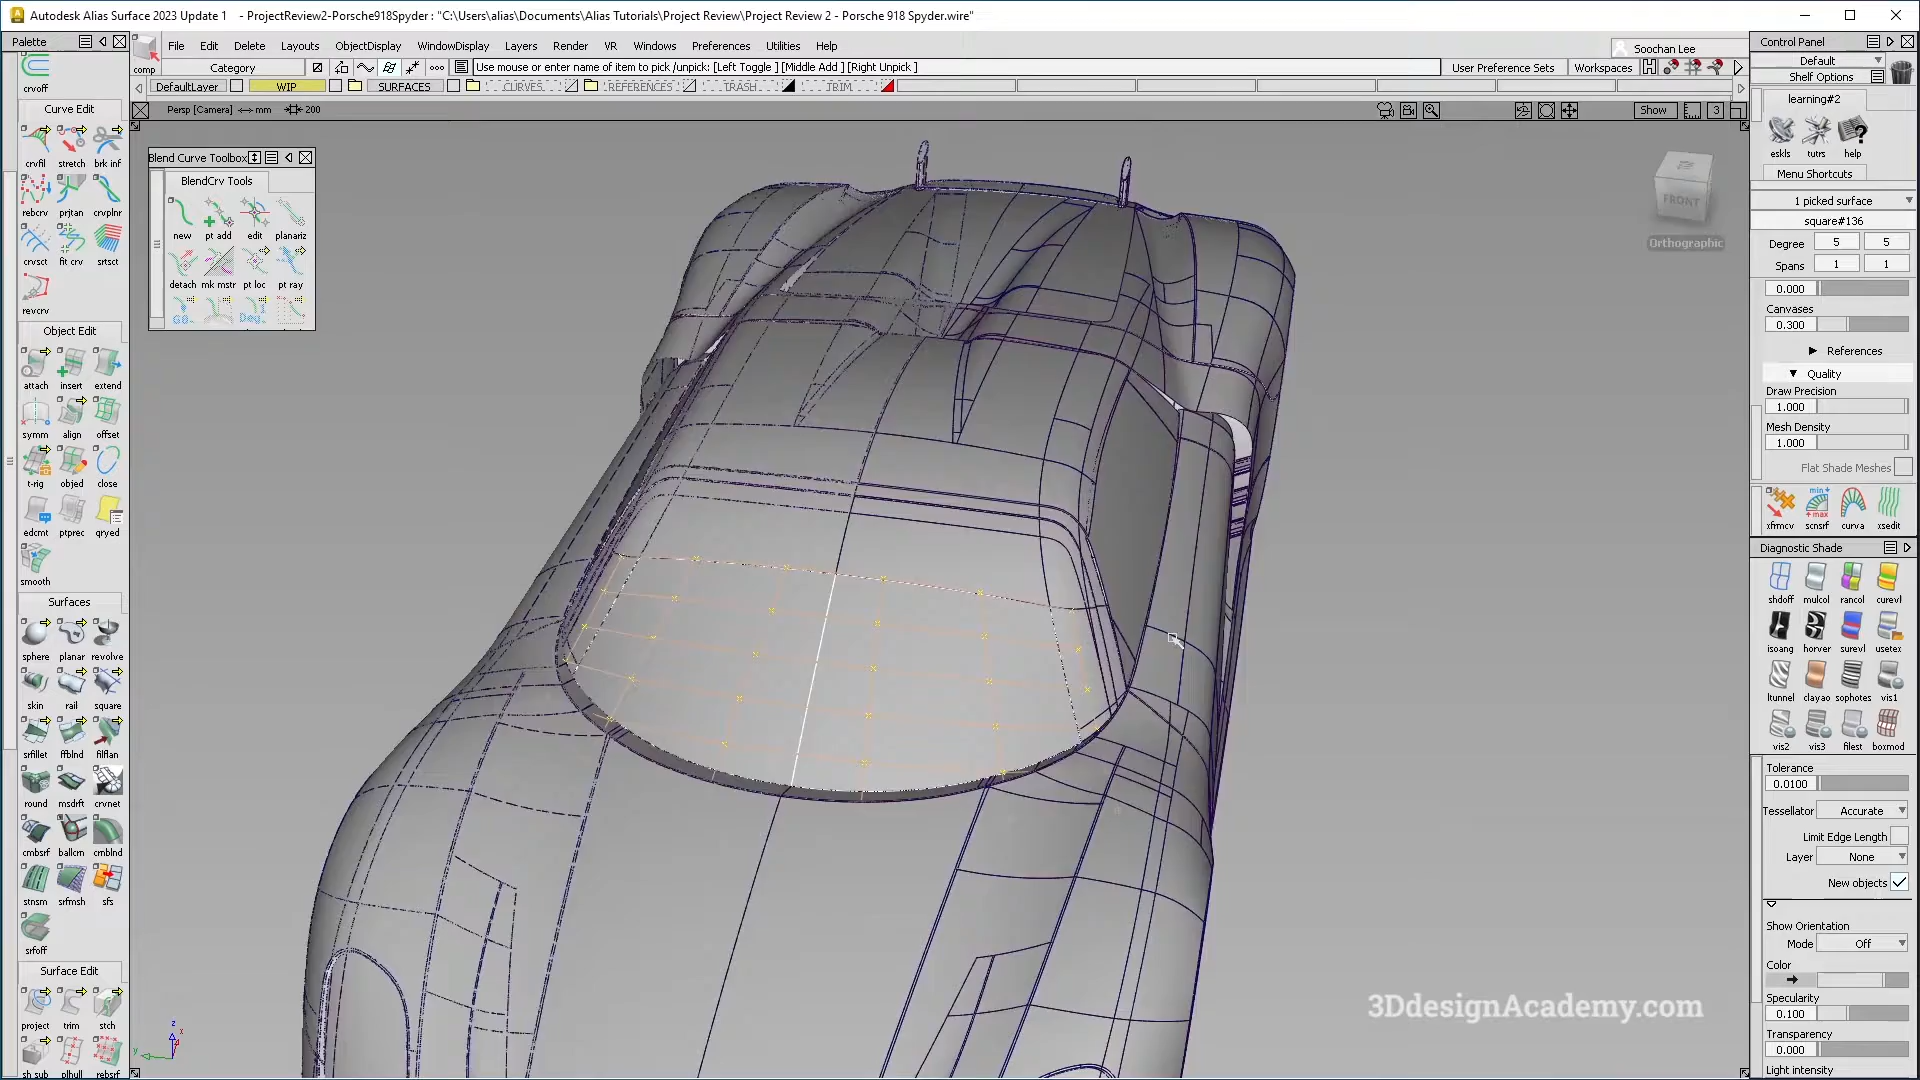 Autodesk Alias Surface 2023 Update 1 - ProjectReview2-Porsche918Spyder : "C:\Users\alias\Documents\Alias Tutorials\Project Review\Project Review 2 - Porsche 918 Spyder.wire"
Palette
comp
File Edit Delete Layouts ObjectDisplay WindowDisplay Layers Render VR Windows Preferences Utilities Help
Soochan Lee
Category
Use mouse or enter name of item to pick /unpick: [Left Toggle ] [Middle Add ] [Right Unpick ]
User Preference Sets
Workspaces
DefaultLayer
WIP
SURFACES
CURVES
REFERENCES
TRASH
TRIM
Persp [Camera] <-> mm
200
Show
3
Blend Curve Toolbox
BlendCrv Tools
new pt add edit planariz
detach mk mstr pt loc pt ray
FRONT
Orthographic
crvoff
Curve Edit
crvfil stretch brk inf
rebcrv prjtan crvplnr
crvsct fit crv srtsct
revcrv
Object Edit
attach insert extend
symm align offset
t-rig objed close
edcmt ptprec qryed
smooth
Surfaces
sphere planar revolve
skin rail square
srfillet ffblnd filflan
round msdrft crvnet
cmbsrf ballcrn cmblnd
stnsm srfmsh sfs
srfoff
Surface Edit
project trim stch
sh sub plhull rebsrf
z
x
y
Control Panel
Default
Shelf Options
learning#2
eskls tutrs help
Menu Shortcuts
1 picked surface
square#136
Degree 5 5
Spans 1 1
0.000
Canvases
0.300
References
Quality
Draw Precision
1.000
Mesh Density
1.000
Flat Shade Meshes
xfrmcv scnsrf curva xsedit
Diagnostic Shade
shdoff mulcol rancol curevl
isoang horver surevl usetex
ltunnel clayao sophotes vis1
vis2 vis3 filest boxmod
Tolerance
0.0100
Tessellator Accurate
Limit Edge Length
Layer None
New objects
Show Orientation
Mode Off
Color
Specularity
0.100
Transparency
0.000
Light intensity
3DdesignAcademy.com